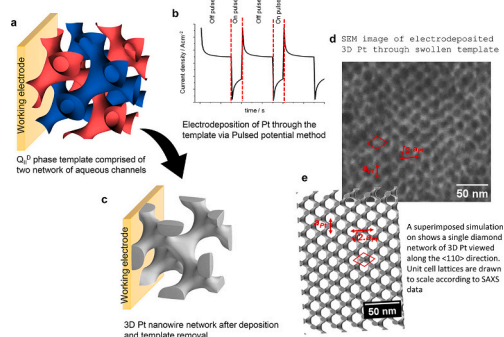 a
Working electrode
Q_II^D phase template comprised of
two network of aqueous channels
b
Off pulse
On pulse
Off pulse
On pulse
Current density / Acm⁻²
time / s
Electrodeposition of Pt through the
template via Pulsed potential method
c
Working electrode
3D Pt nanowire network after deposition
and template removal
d
SEM image of electrodeposited
3D Pt through swollen template
50 nm
e
50 nm
A superimposed simulation
on shows a single diamond
network of 3D Pt viewed
along the <110> direction.
Unit cell lattices are drawn
to scale according to SAXS
data